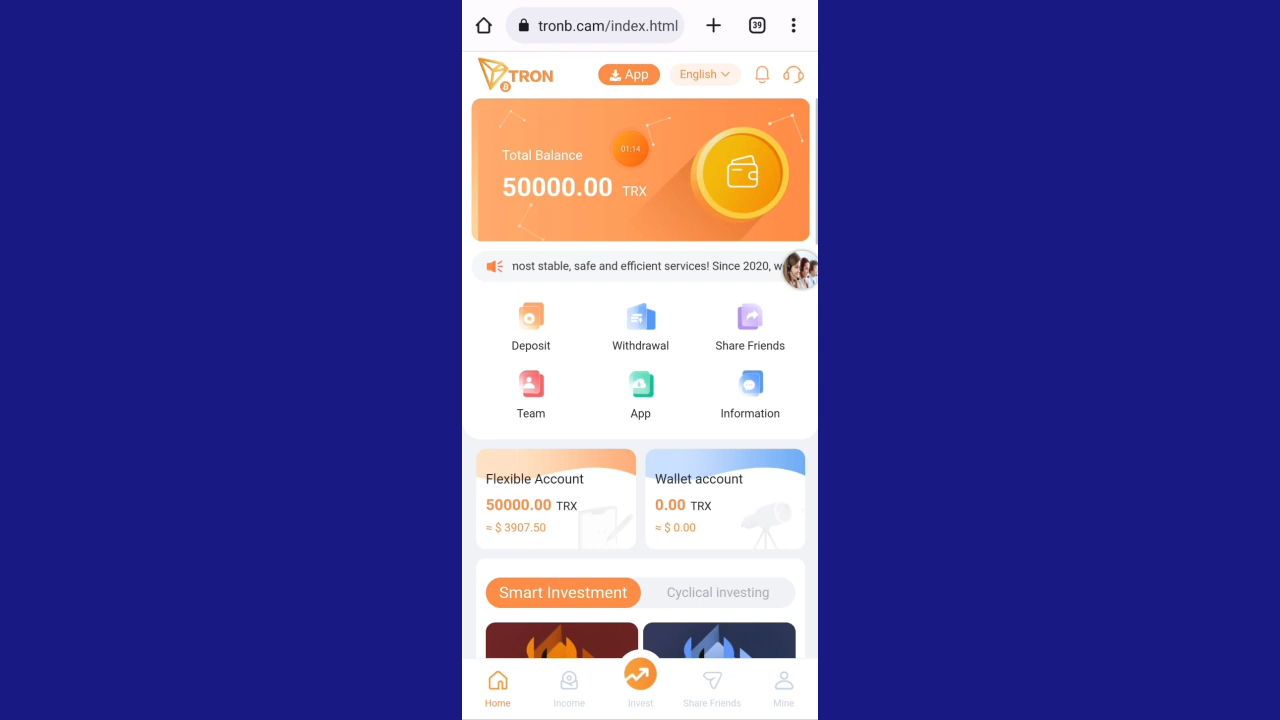 tronb.cam/index.html
39
TRON
App
English
01:14
Total Balance
50000.00 TRX
most stable, safe and efficient services! Since 2020, w
Deposit
Withdrawal
Share Friends
Team
App
Information
Flexible Account
50000.00 TRX
≈ $ 3907.50
Wallet account
0.00 TRX
≈ $ 0.00
Smart Investment
Cyclical investing
Home
Income
Invest
Share Friends
Mine